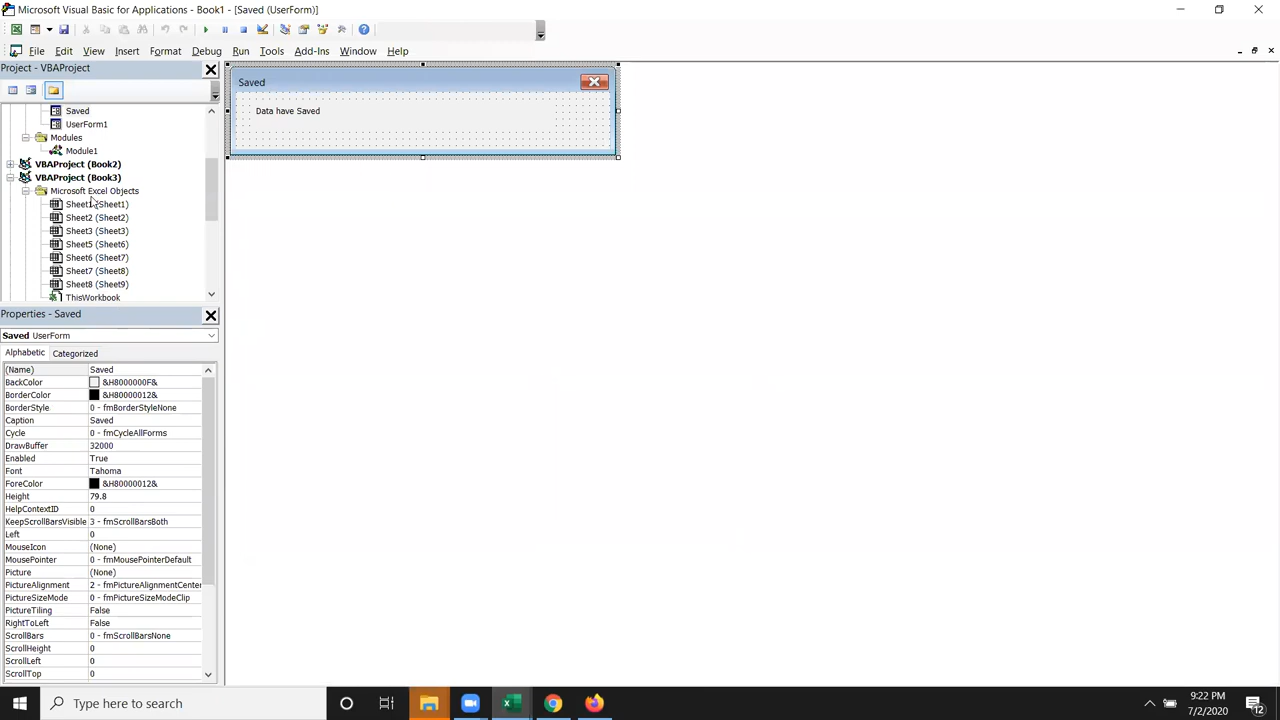 Microsoft Visual Basic for Applications - Book1 - [Saved (UserForm)]
File Edit View Insert Format Debug Run Tools Add-Ins Window Help
Project - VBAProject
Saved
UserForm1
Modules
Module1
VBAProject (Book2)
VBAProject (Book3)
Microsoft Excel Objects
Sheet1 (Sheet1)
Sheet2 (Sheet2)
Sheet3 (Sheet3)
Sheet5 (Sheet6)
Sheet6 (Sheet7)
Sheet7 (Sheet8)
Sheet8 (Sheet9)
ThisWorkbook
Saved
Data have Saved
Properties - Saved
Saved UserForm
Alphabetic Categorized
(Name) Saved
BackColor &H8000000F&
BorderColor &H80000012&
BorderStyle 0 - fmBorderStyleNone
Caption Saved
Cycle 0 - fmCycleAllForms
DrawBuffer 32000
Enabled True
Font Tahoma
ForeColor &H80000012&
Height 79.8
HelpContextID 0
KeepScrollBarsVisible 3 - fmScrollBarsBoth
Left 0
MouseIcon (None)
MousePointer 0 - fmMousePointerDefault
Picture (None)
PictureAlignment 2 - fmPictureAlignmentCenter
PictureSizeMode 0 - fmPictureSizeModeClip
PictureTiling False
RightToLeft False
ScrollBars 0 - fmScrollBarsNone
ScrollHeight 0
ScrollLeft 0
ScrollTop 0
Type here to search
9:22 PM
7/2/2020
12